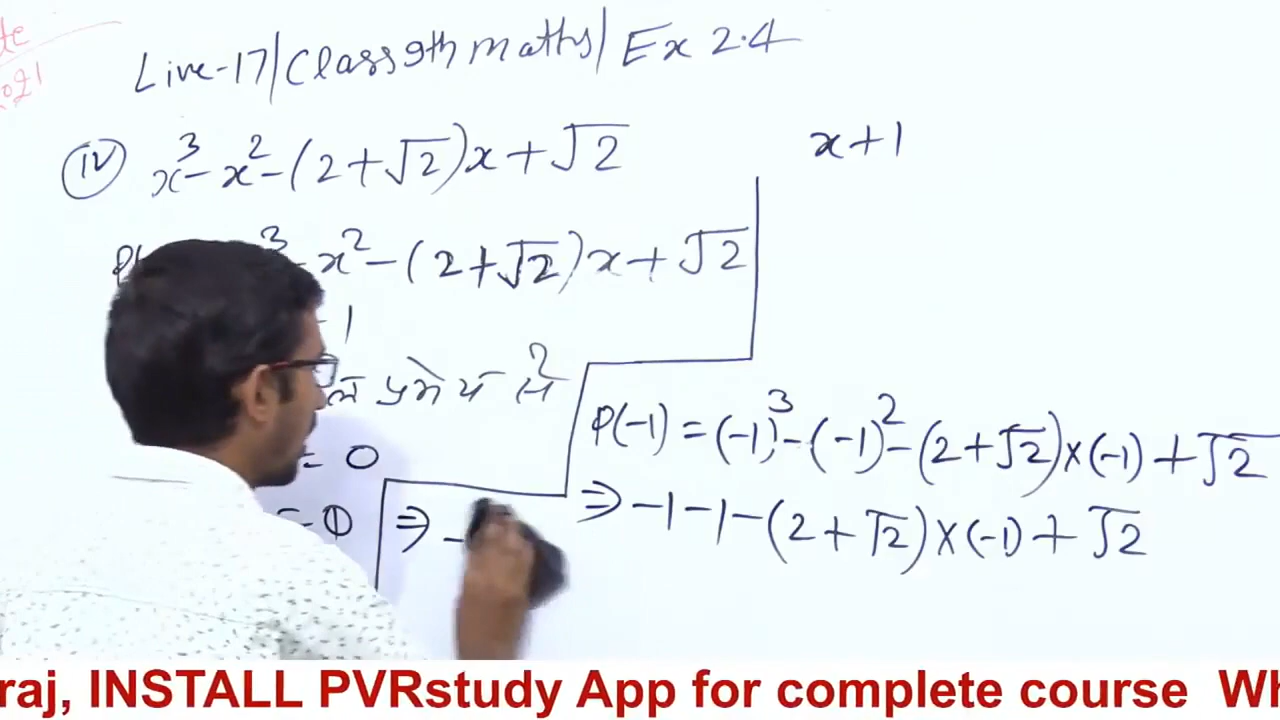 Live-17/Class 9th maths/Ex 2.4
(iv) x³-x²-(2+√2)x+√2 x+1
x²-(2+√2)x+√2
1
प्रमेय से
= 0 P(-1) = (-1)³-(-1)²-(2+√2)×(-1)+√2
⇒ -1-1-(2+√2)×(-1)+√2
⇒ -
raj, INSTALL PVRstudy App for complete course